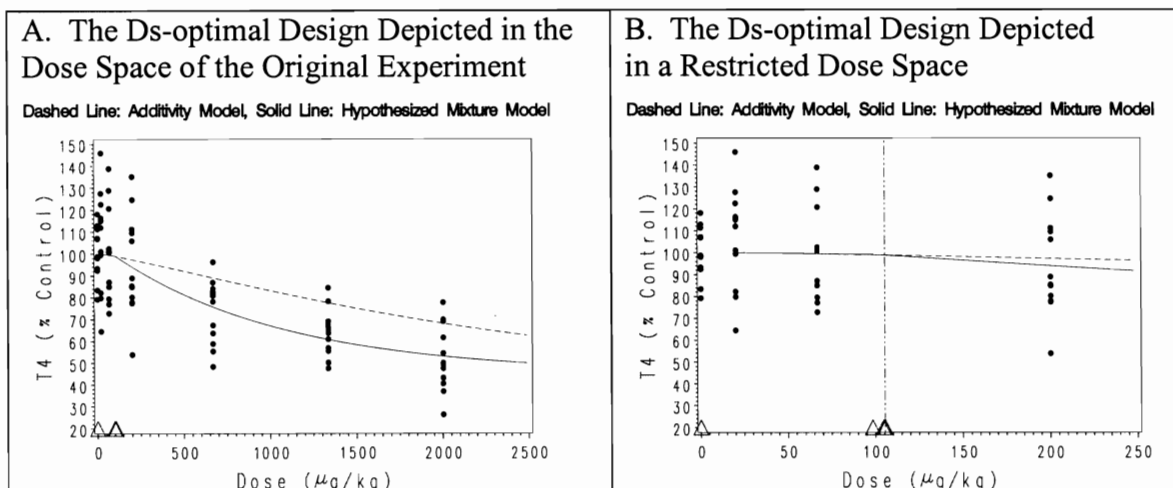 A. The Ds-optimal Design Depicted in the
Dose Space of the Original Experiment
Dashed Line: Additivity Model, Solid Line: Hypothesized Mixture Model
T4 (% Control)
150
140
130
120
110
100
90
80
70
60
50
40
30
20
0 500 1000 1500 2000 2500
Dose (μg/kg)
B. The Ds-optimal Design Depicted
in a Restricted Dose Space
Dashed Line: Additivity Model, Solid Line: Hypothesized Mixture Model
T4 (% Control)
150
140
130
120
110
100
90
80
70
60
50
40
30
20
0 50 100 150 200 250
Dose (μg/kg)